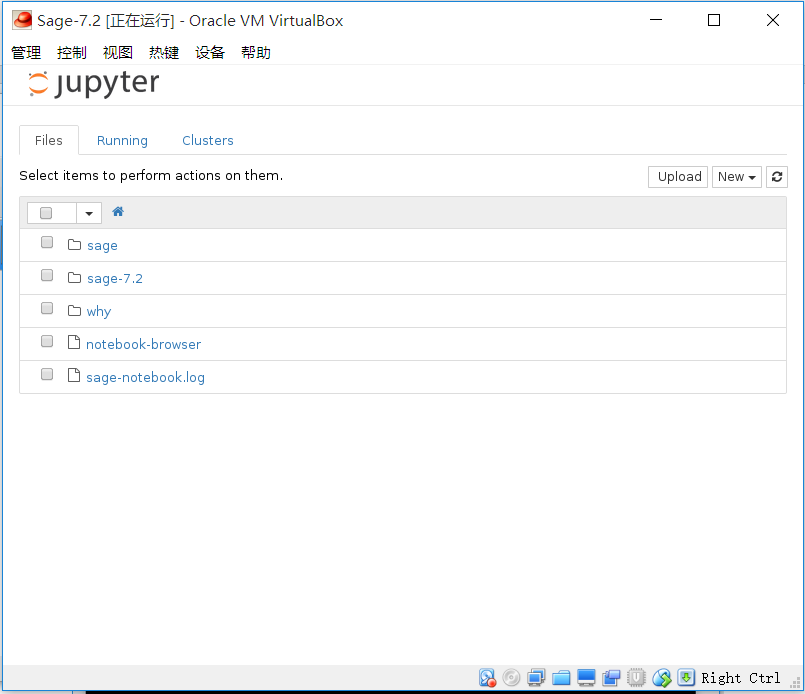 Sage-7.2 [正在运行] - Oracle VM VirtualBox
管理 控制 视图 热键 设备 帮助
jupyter
Files Running Clusters
Select items to perform actions on them. Upload New
sage
sage-7.2
why
notebook-browser
sage-notebook.log
Right Ctrl